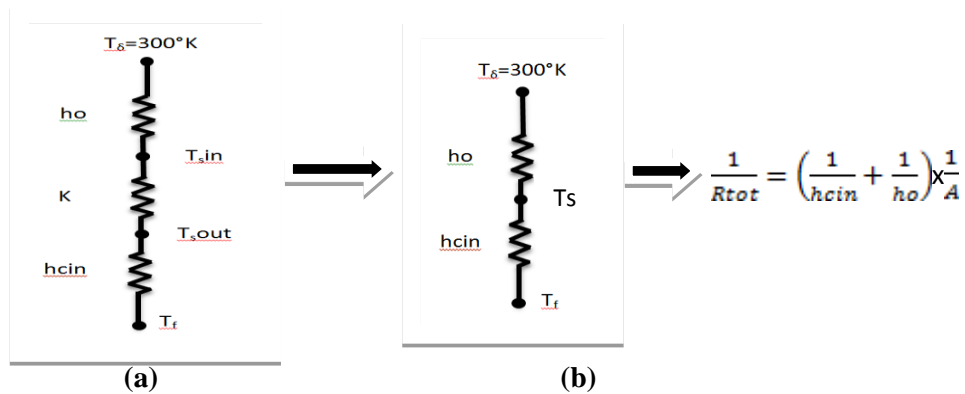 Tδ=300°K
ho
Tsin
K
Tsout
hcin
Tf
(a)
Tδ=300°K
ho
Ts
hcin
Tf
(b)
1/Rtot = (1/hcin + 1/ho)x1/A